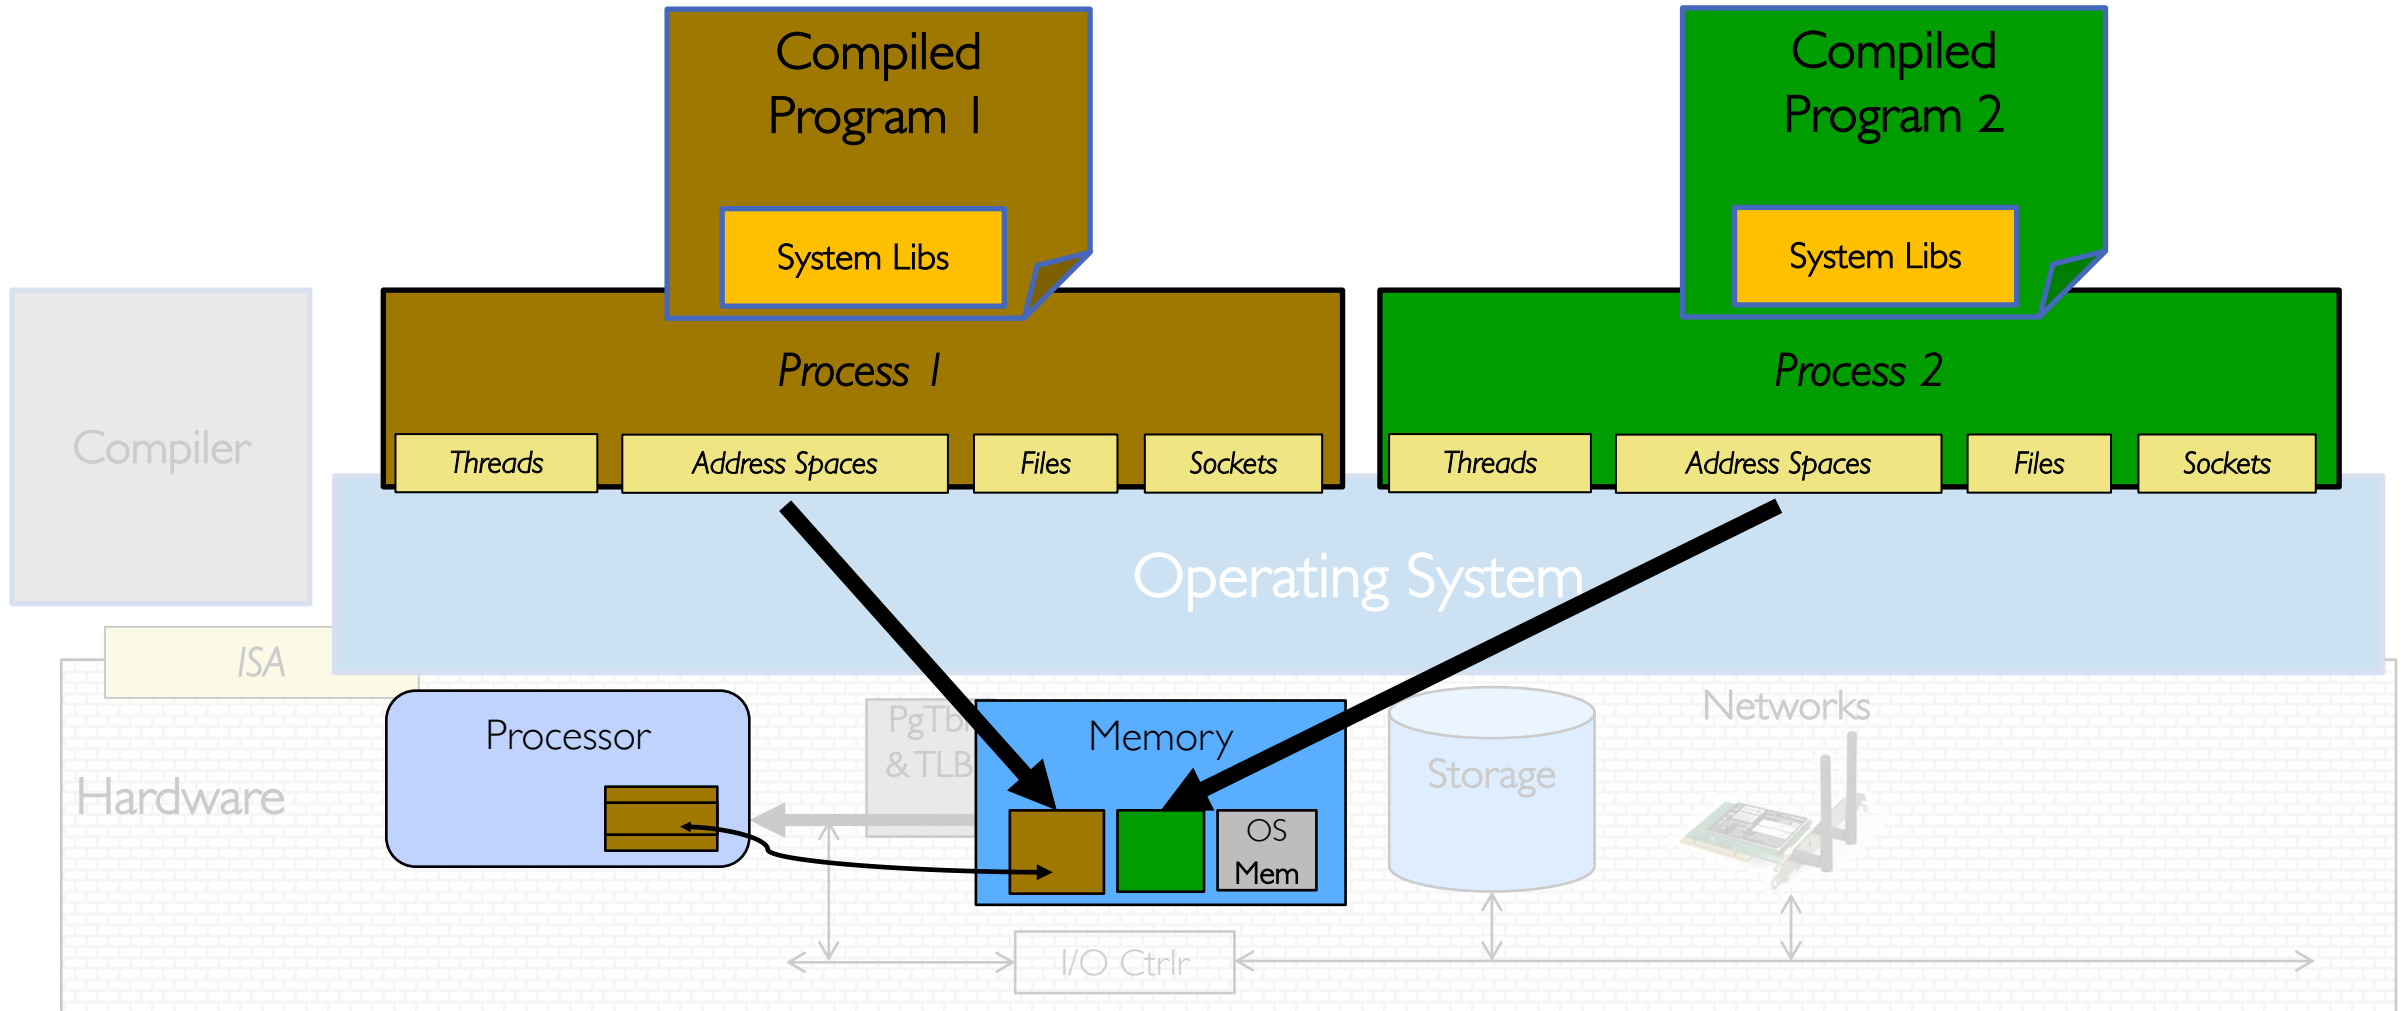 Compiled
Program 1
Compiled
Program 2
System Libs
System Libs
Process 1
Process 2
Compiler
Threads
Address Spaces
Files
Sockets
Threads
Address Spaces
Files
Sockets
Operating System
ISA
Processor
PgTbl
& TLB
Memory
Networks
Storage
Hardware
OS
Mem
I/O Ctrlr